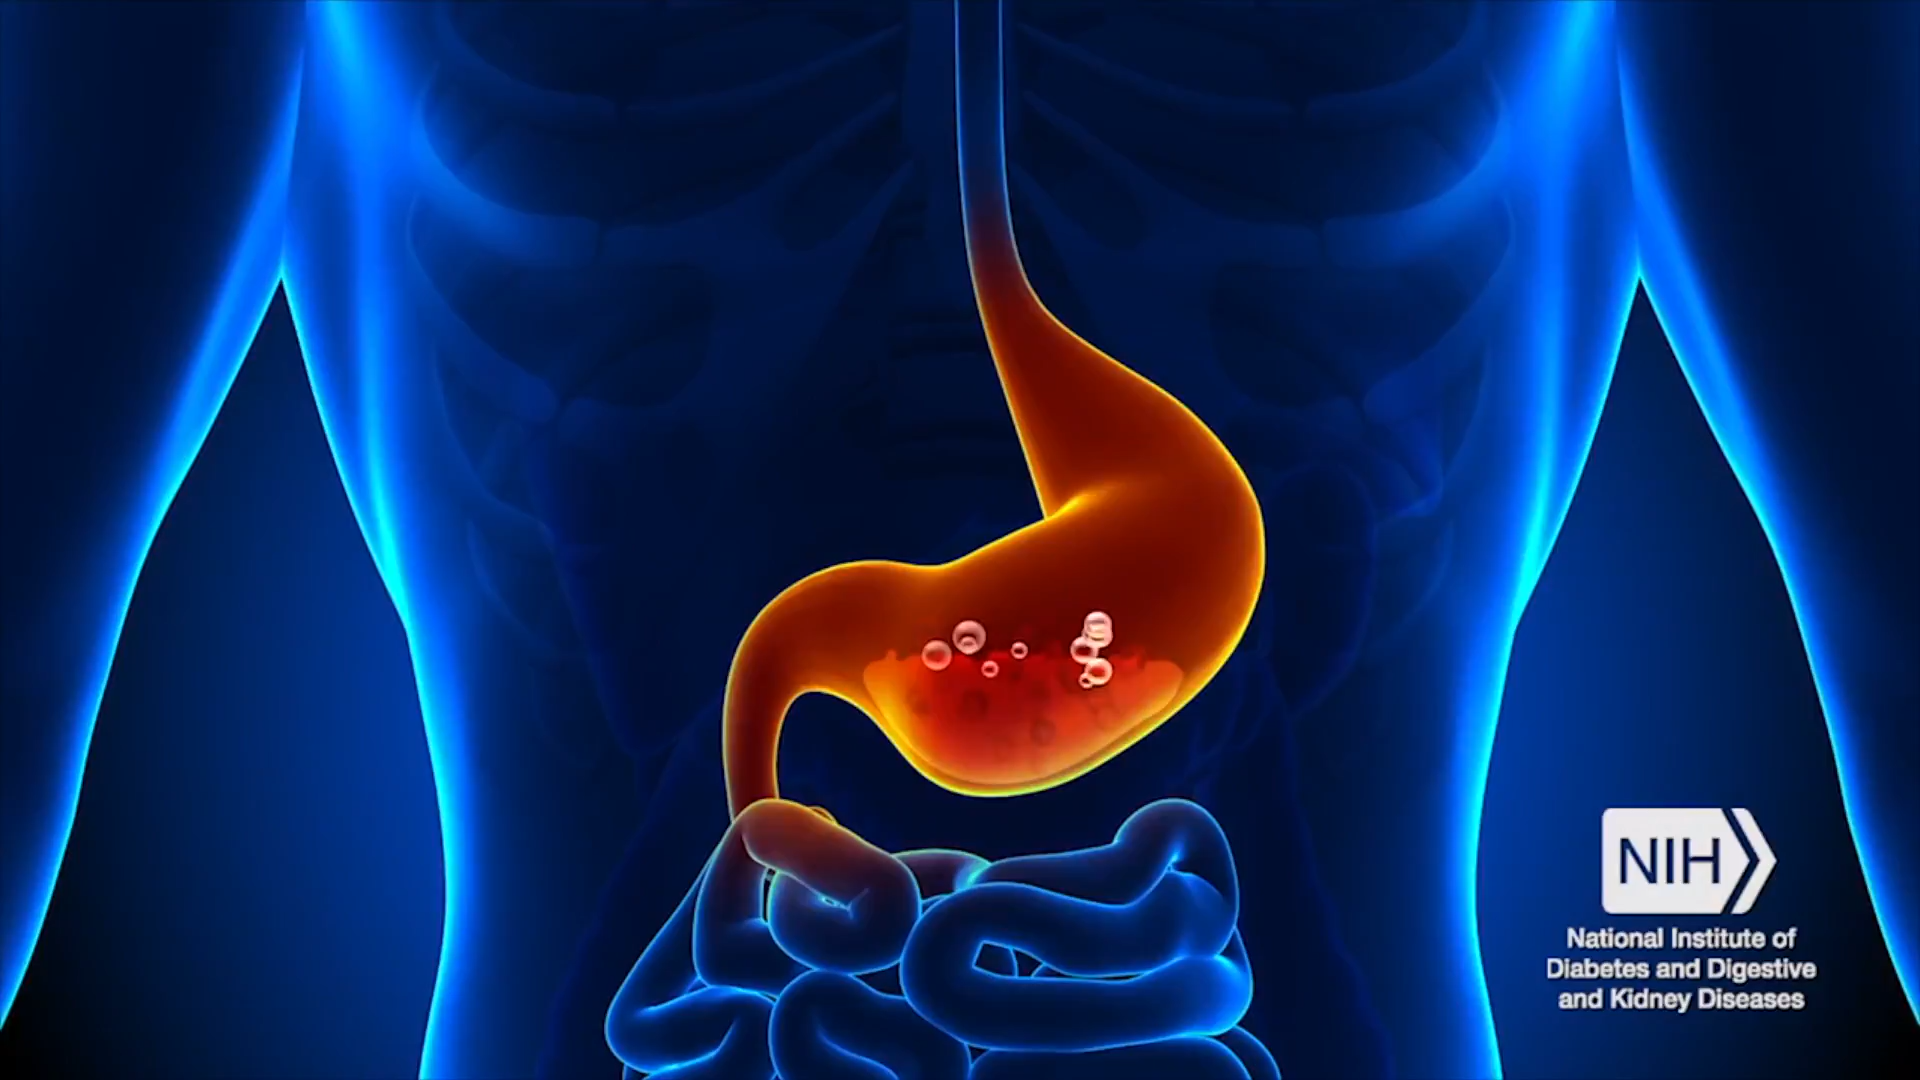 NIH
National Institute of
Diabetes and Digestive
and Kidney Diseases